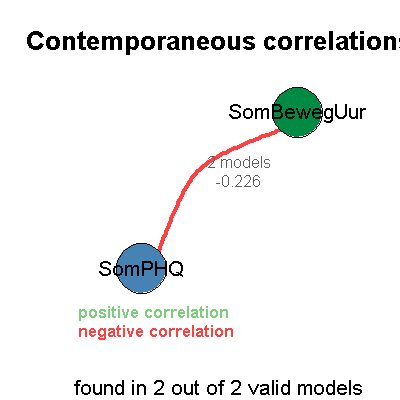 Contemporaneous correlations
SomBewegUur
2 models
-0.226
SomPHQ
positive correlation
negative correlation
found in 2 out of 2 valid models